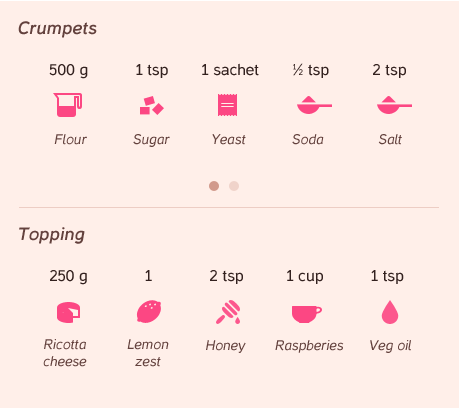 Crumpets
500 g 1 tsp 1 sachet ½ tsp 2 tsp
Flour Sugar Yeast Soda Salt
Topping
250 g 1 2 tsp 1 cup 1 tsp
Ricotta cheese Lemon zest Honey Raspberies Veg oil